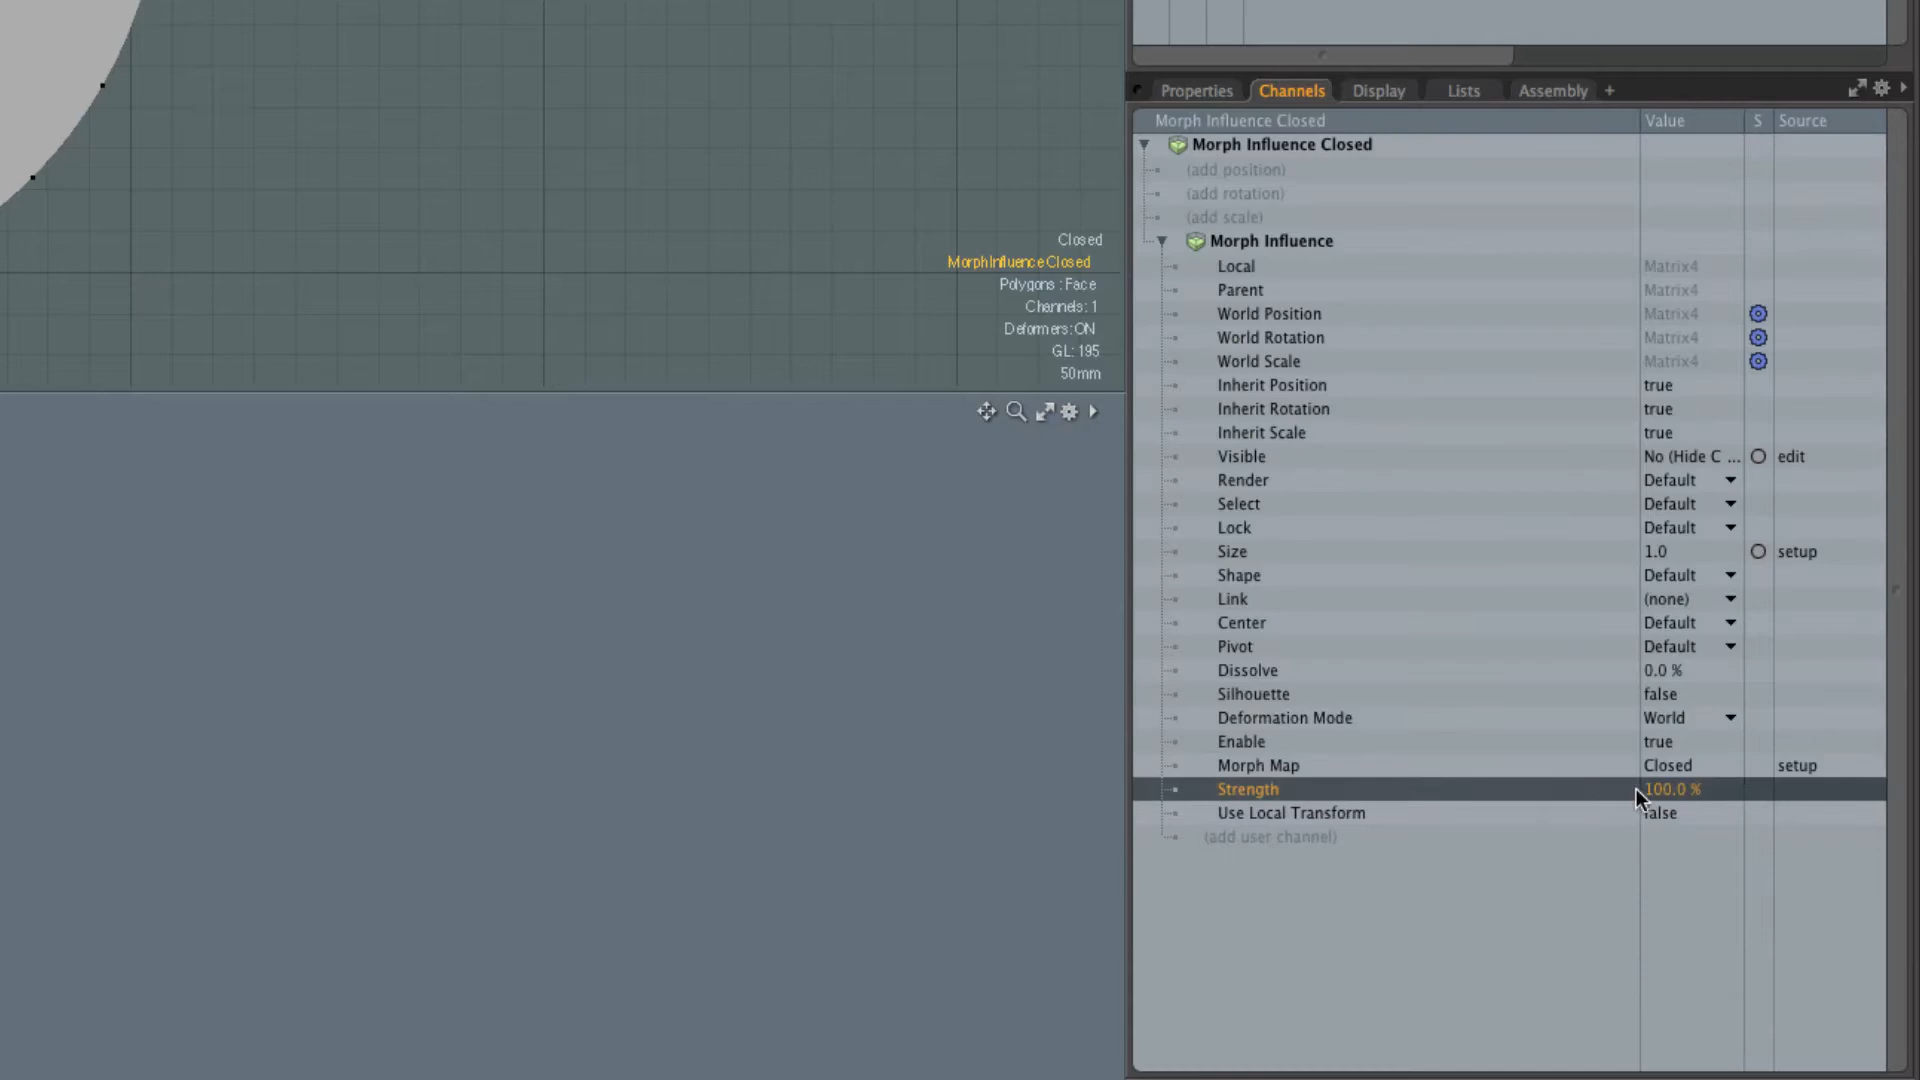 Properties Channels Display Lists Assembly +
Morph Influence Closed Value S Source
Morph Influence Closed
(add position)
(add rotation)
(add scale)
Morph Influence
Local Matrix4
Parent Matrix4
World Position Matrix4
World Rotation Matrix4
World Scale Matrix4
Inherit Position true
Inherit Rotation true
Inherit Scale true
Visible No (Hide C ... edit
Render Default
Select Default
Lock Default
Size 1.0 setup
Shape Default
Link (none)
Center Default
Pivot Default
Dissolve 0.0 %
Silhouette false
Deformation Mode World
Enable true
Morph Map Closed setup
Strength 100.0 %
Use Local Transform false
(add user channel)
Closed
Morph Influence Closed
Polygons : Face
Channels: 1
Deformers: ON
GL: 195
50 mm